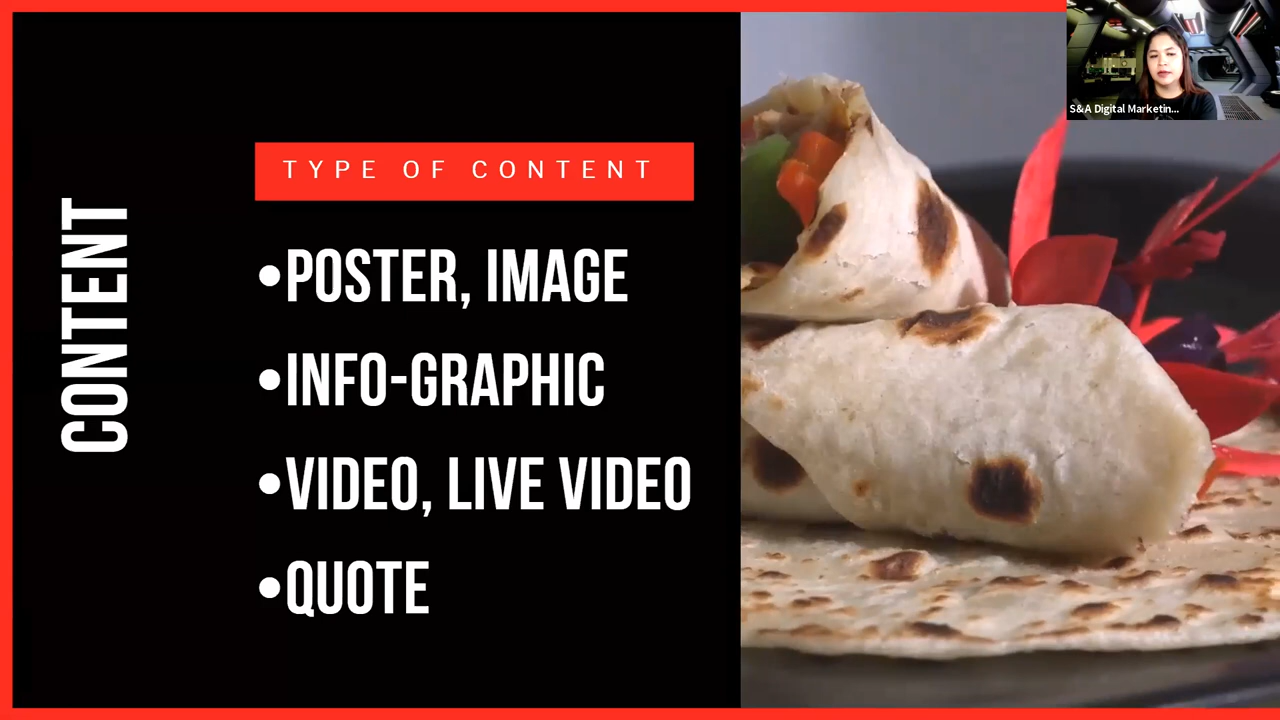 CONTENT
TYPE OF CONTENT
•POSTER, IMAGE
•INFO-GRAPHIC
•VIDEO, LIVE VIDEO
•QUOTE
S&A Digital Marketin...